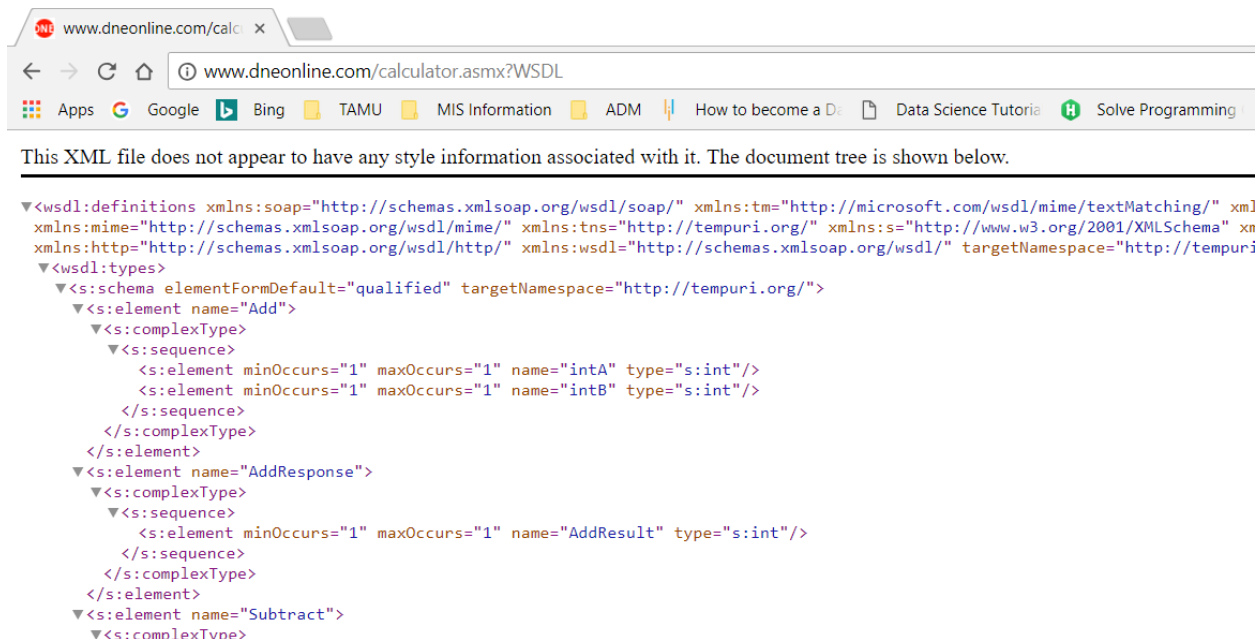 DNE www.dneonline.com/calc
www.dneonline.com/calculator.asmx?WSDL
Apps G Google Bing TAMU MIS Information ADM How to become a Da Data Science Tutoria H Solve Programming
This XML file does not appear to have any style information associated with it. The document tree is shown below.
▼<wsdl:definitions xmlns:soap="http://schemas.xmlsoap.org/wsdl/soap/" xmlns:tm="http://microsoft.com/wsdl/mime/textMatching/" xml
xmlns:mime="http://schemas.xmlsoap.org/wsdl/mime/" xmlns:tns="http://tempuri.org/" xmlns:s="http://www.w3.org/2001/XMLSchema" xm
xmlns:http="http://schemas.xmlsoap.org/wsdl/http/" xmlns:wsdl="http://schemas.xmlsoap.org/wsdl/" targetNamespace="http://tempuri
▼<wsdl:types>
▼<s:schema elementFormDefault="qualified" targetNamespace="http://tempuri.org/">
▼<s:element name="Add">
▼<s:complexType>
▼<s:sequence>
<s:element minOccurs="1" maxOccurs="1" name="intA" type="s:int"/>
<s:element minOccurs="1" maxOccurs="1" name="intB" type="s:int"/>
</s:sequence>
</s:complexType>
</s:element>
▼<s:element name="AddResponse">
▼<s:complexType>
▼<s:sequence>
<s:element minOccurs="1" maxOccurs="1" name="AddResult" type="s:int"/>
</s:sequence>
</s:complexType>
</s:element>
▼<s:element name="Subtract">
▼<s:complexType>